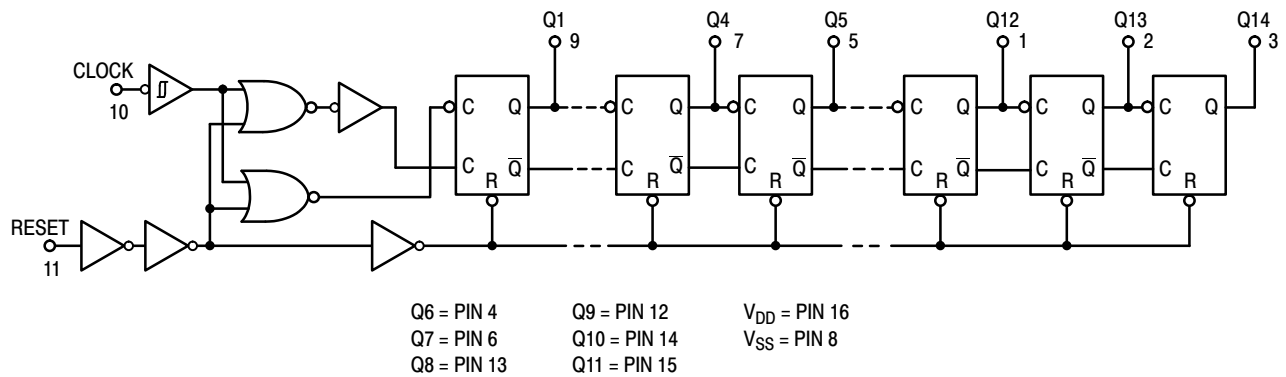 Q1 Q4 Q5 Q12 Q13 Q14
9 7 5 1 2 3
CLOCK
10
C Q C Q C Q C Q C Q C Q
C Q̅ C Q̅ C Q̅ C Q̅ C Q̅ C
R R R R R R
RESET
11
Q6 = PIN 4 Q9 = PIN 12 V_DD = PIN 16
Q7 = PIN 6 Q10 = PIN 14 V_SS = PIN 8
Q8 = PIN 13 Q11 = PIN 15